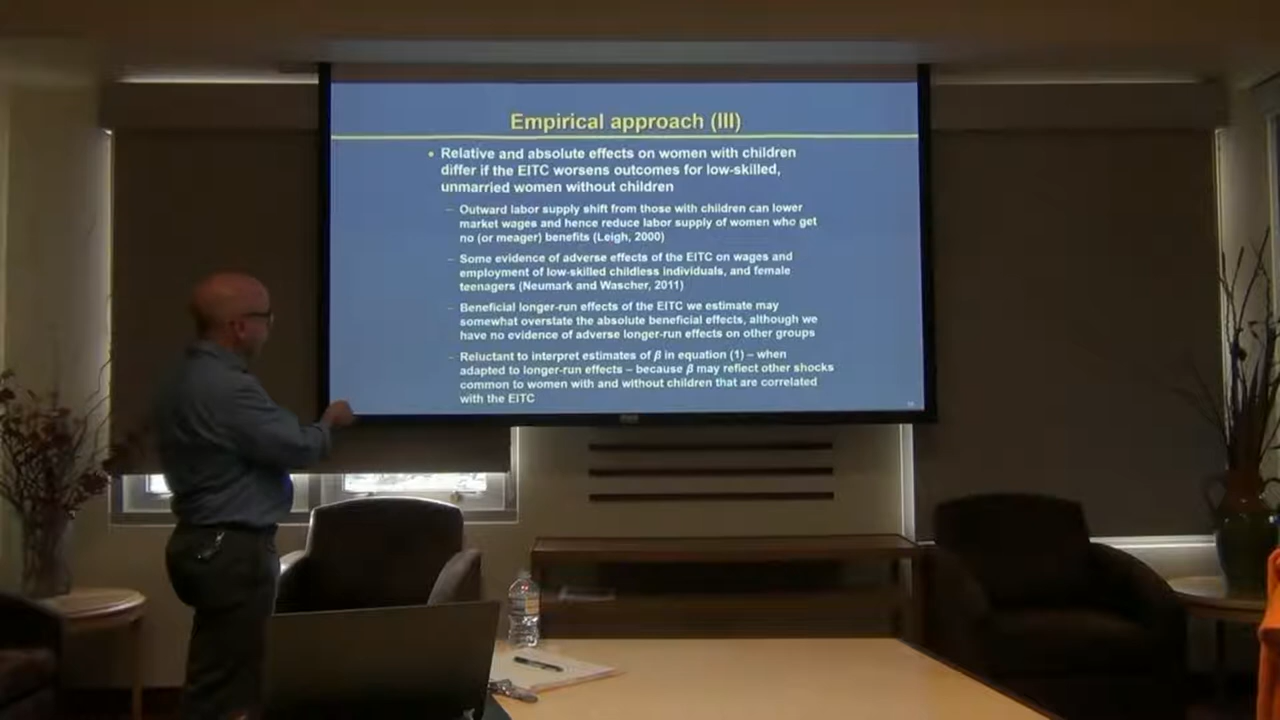 Empirical approach (III)
• Relative and absolute effects on women with children
differ if the EITC worsens outcomes for low-skilled,
unmarried women without children
– Outward labor supply shift from those with children can lower
market wages and hence reduce labor supply of women who get
no (or meager) benefits (Leigh, 2000)
– Some evidence of adverse effects of the EITC on wages and
employment of low-skilled childless individuals, and female
teenagers (Neumark and Wascher, 2011)
– Beneficial longer-run effects of the EITC we estimate may
somewhat overstate the absolute beneficial effects, although we
have no evidence of adverse longer-run effects on other groups
– Reluctant to interpret estimates of β in equation (1) – when
adapted to longer-run effects – because β may reflect other shocks
common to women with and without children that are correlated
with the EITC